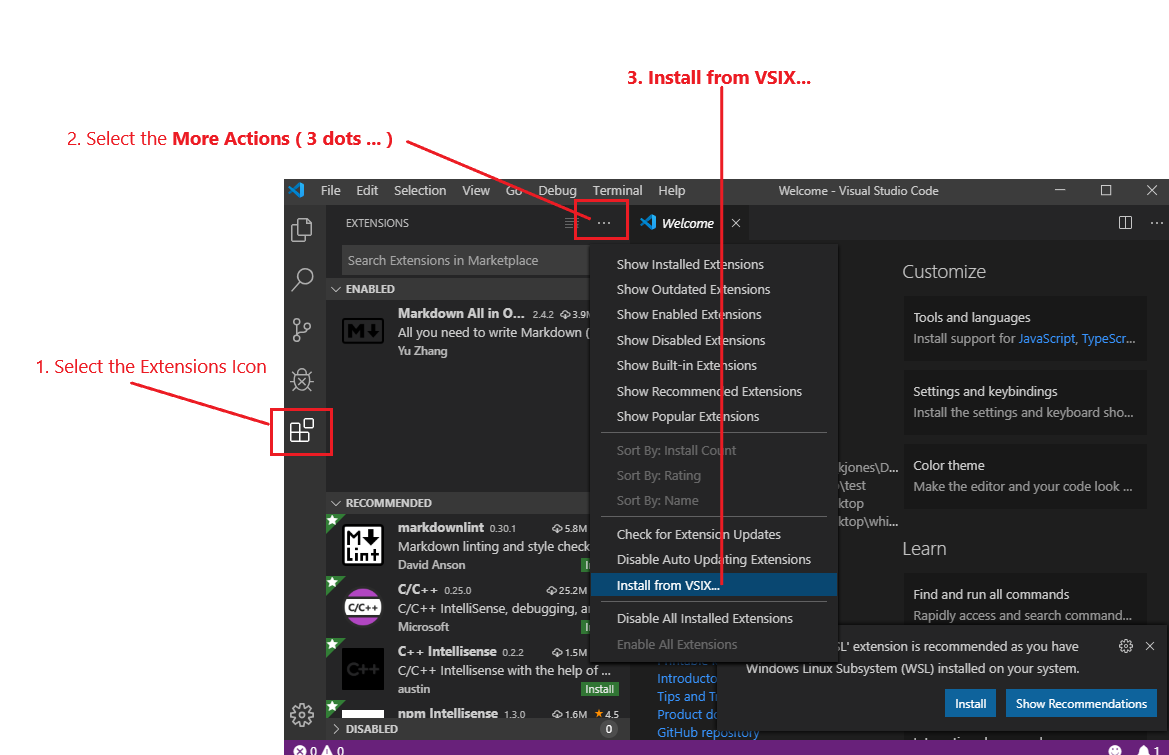 3. Install from VSIX...
2. Select the More Actions ( 3 dots ... )
1. Select the Extensions Icon
File Edit Selection View Go Debug Terminal Help
Welcome - Visual Studio Code
EXTENSIONS
...
Welcome
...
Search Extensions in Marketplace
ENABLED
Markdown All in O... 2.4.2 3.9M
All you need to write Markdown (
Yu Zhang
RECOMMENDED
markdownlint 0.30.1 5.8M
Markdown linting and style check
David Anson
C/C++ 0.25.0 25.2M
C/C++ IntelliSense, debugging, a
Microsoft
C++ Intellisense 0.2.2 1.5M
C/C++ Intellisense with the help of ...
austin
Install
npm Intellisense 1.3.0 1.6M 4.5
DISABLED 0
M
Lint
C/C++
C++
Show Installed Extensions
Show Outdated Extensions
Show Enabled Extensions
Show Disabled Extensions
Show Built-in Extensions
Show Recommended Extensions
Show Popular Extensions
Sort By: Install Count
Sort By: Rating
Sort By: Name
Check for Extension Updates
Disable Auto Updating Extensions
Install from VSIX...
Disable All Installed Extensions
Enable All Extensions
kjones\D...
\test
ktop
ktop\whi...
Introducto
Tips and T
Product do
GitHub repository
Customize
Tools and languages
Install support for JavaScript, TypeScr...
Settings and keybindings
Install the settings and keyboard sho...
Color theme
Make the editor and your code look ...
Learn
Find and run all commands
Rapidly access and search command...
SL' extension is recommended as you have
Windows Linux Subsystem (WSL) installed on your system.
Install
Show Recommendations
0 0
1